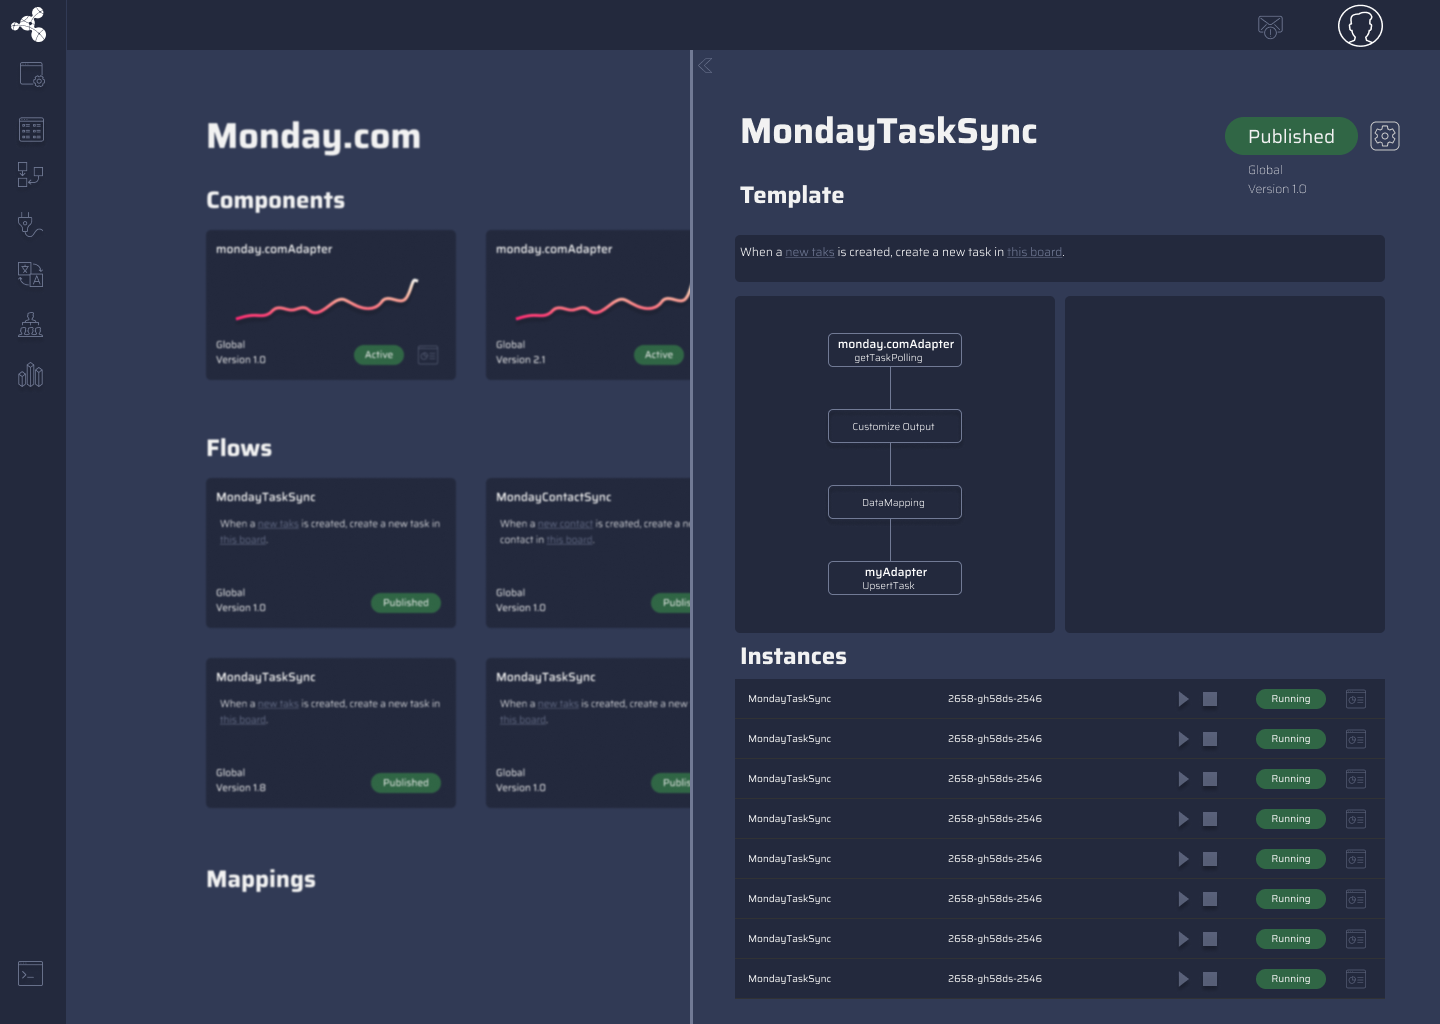 Monday.com
Components
monday.comAdapter
Global
Version 1.0
Active
monday.comAdapter
Global
Version 2.1
Active
Flows
MondayTaskSync
When a new taks is created, create a new task in
this board.
Global
Version 1.0
Published
MondayContactSync
When a new contact is created, create a
contact in this board.
Global
Version 1.0
MondayTaskSync
When a new taks is created, create a new task in
this board.
Global
Version 1.8
Published
MondayTaskSync
When a new taks is created, create a new
this board.
Global
Version 1.0
Mappings
MondayTaskSync
Published
Global
Version 1.0
Template
When a new taks is created, create a new task in this board.
monday.comAdapter
getTaskPolling
Customize Output
DataMapping
myAdapter
UpsertTask
Instances
MondayTaskSync 2658-gh58ds-2546 Running
MondayTaskSync 2658-gh58ds-2546 Running
MondayTaskSync 2658-gh58ds-2546 Running
MondayTaskSync 2658-gh58ds-2546 Running
MondayTaskSync 2658-gh58ds-2546 Running
MondayTaskSync 2658-gh58ds-2546 Running
MondayTaskSync 2658-gh58ds-2546 Running
MondayTaskSync 2658-gh58ds-2546 Running